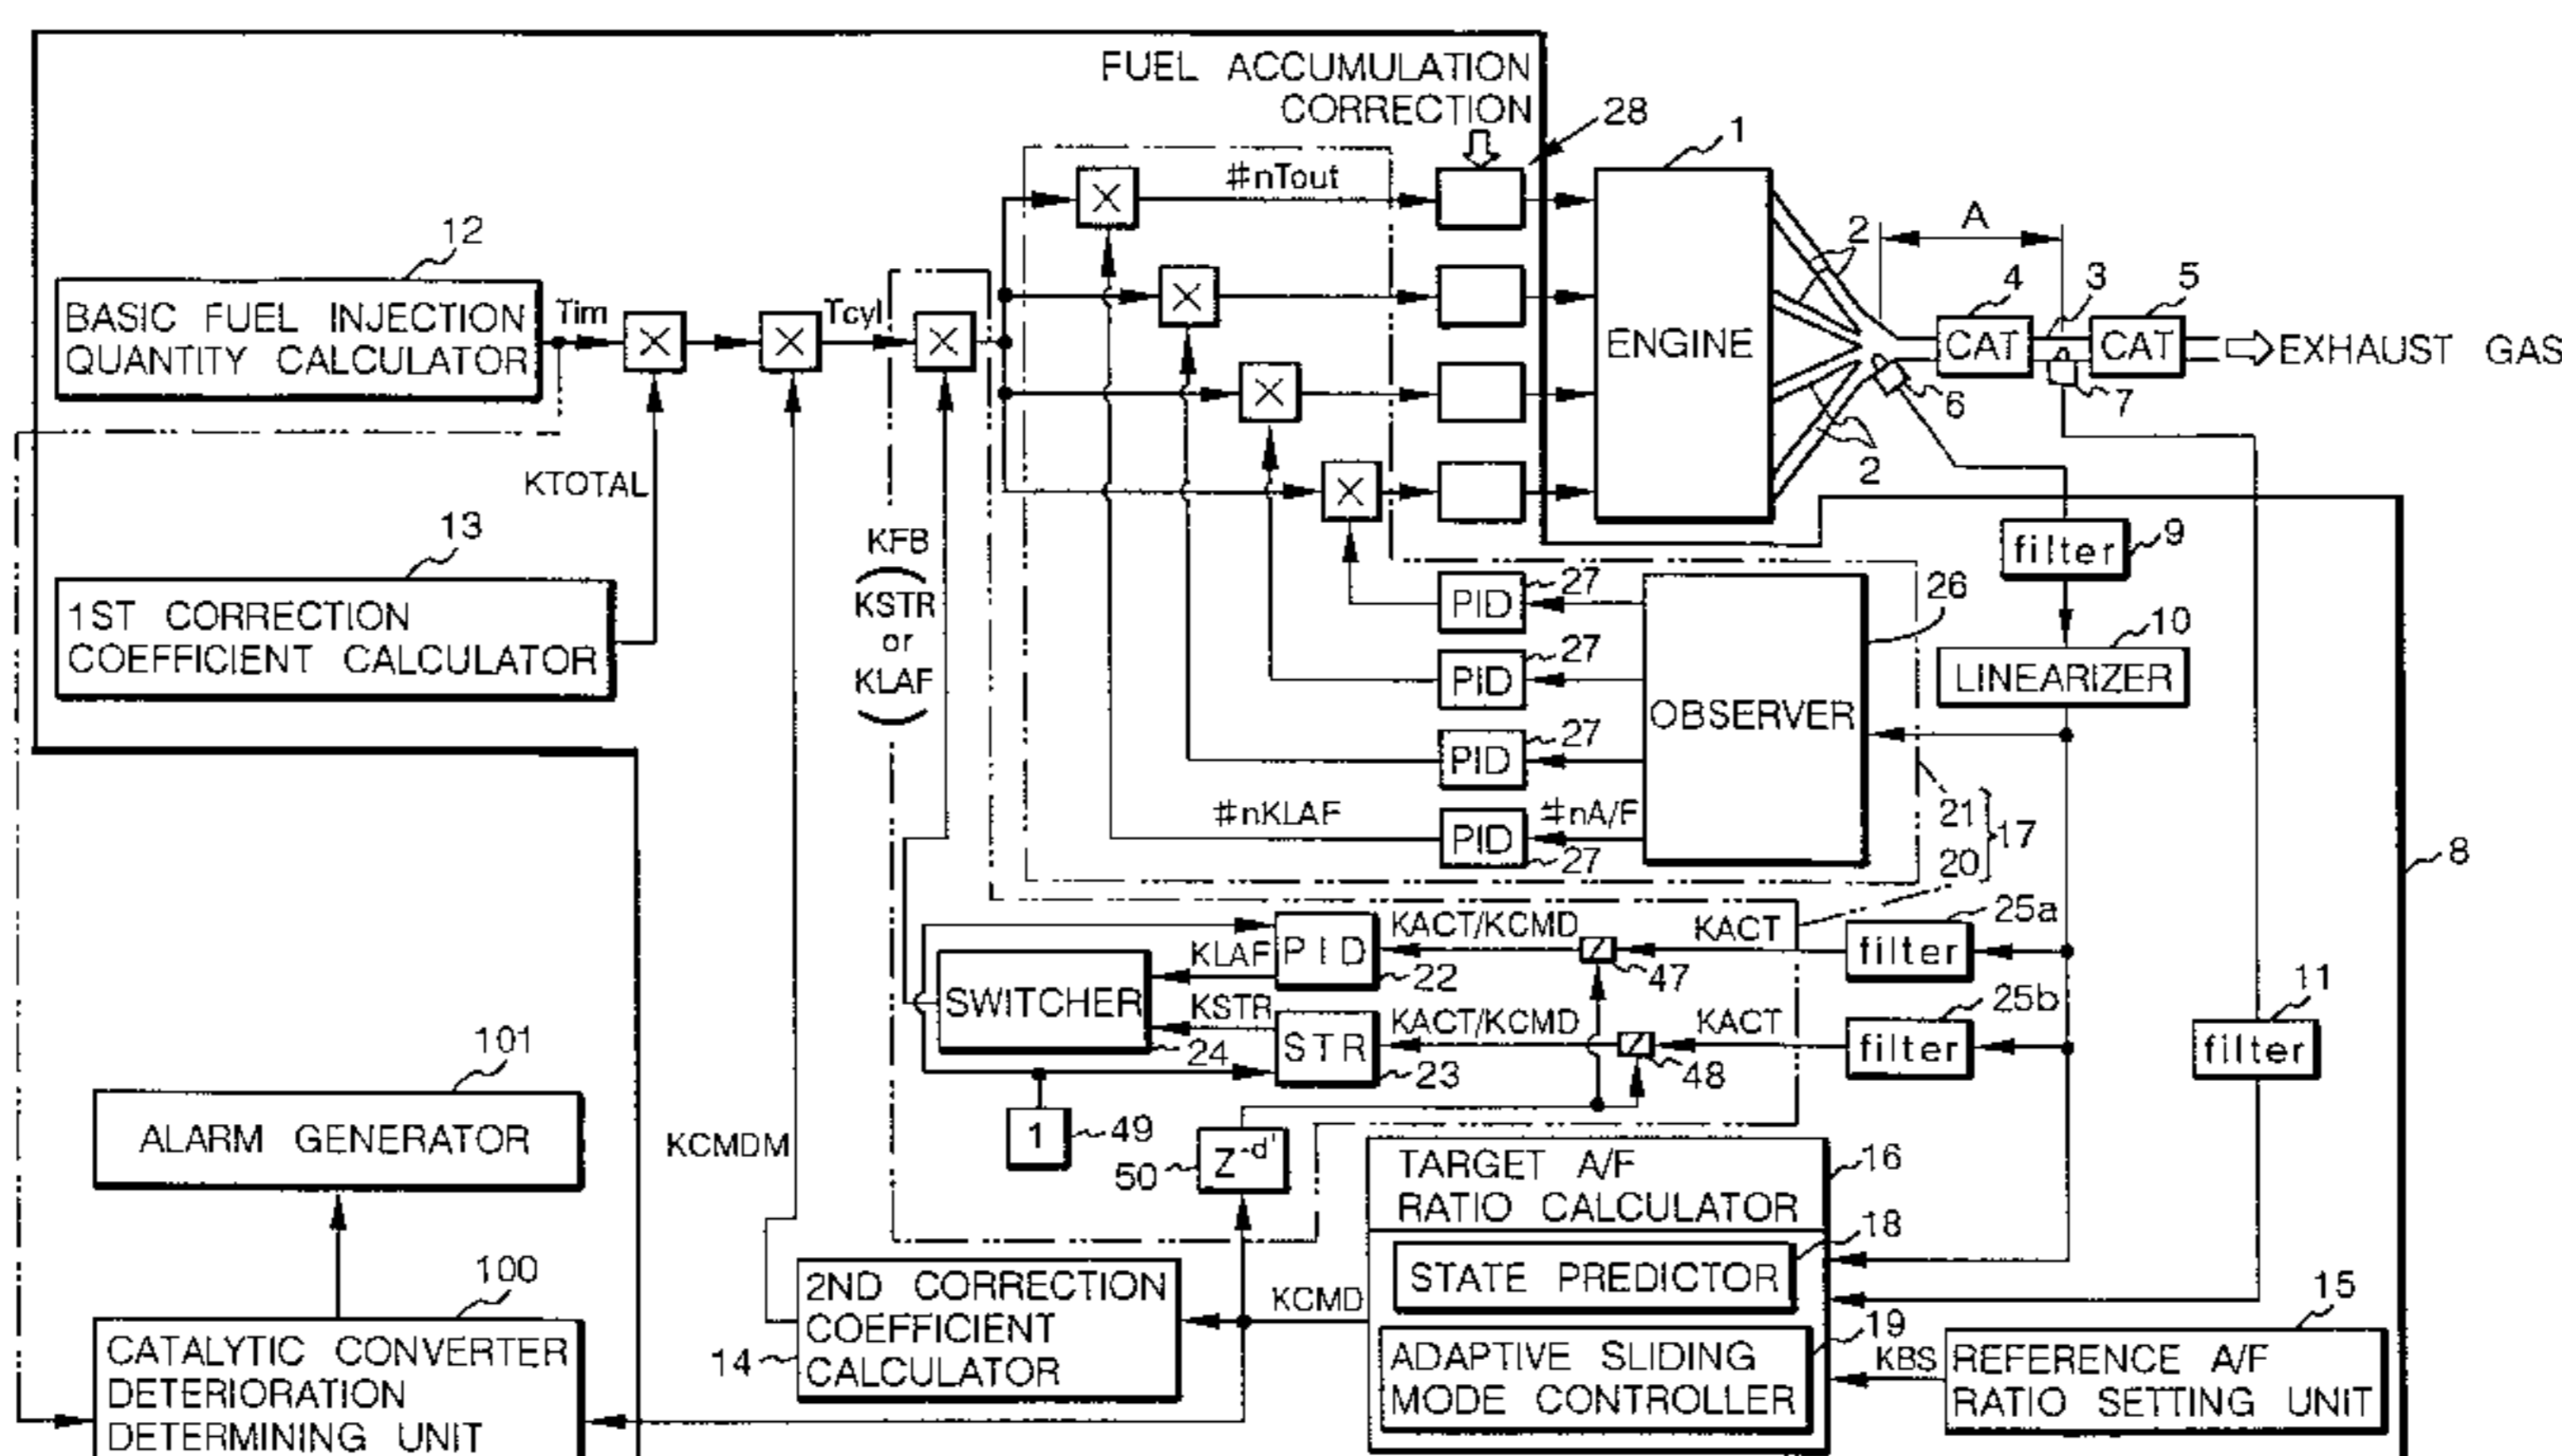 FUEL ACCUMULATION
CORRECTION
28
1
#nTout
12
BASIC FUEL INJECTION
QUANTITY CALCULATOR
Tim
Tcyl
2
A
4
3
5
ENGINE
CAT
CAT
EXHAUST GAS
6
7
2
KTOTAL
13
1ST CORRECTION
COEFFICIENT CALCULATOR
KFB
(KSTR
or
KLAF)
filter
9
PID
27
26
10
LINEARIZER
PID
27
OBSERVER
PID
27
#nKLAF
PID
27
#nA/F
21
20
17
8
25a
KLAF
PID
22
KACT/KCMD
47
KACT
filter
SWITCHER
24
KSTR
STR
23
KACT/KCMD
48
KACT
25b
filter
11
filter
101
ALARM GENERATOR
KCMDM
1
49
50
Z-d'
TARGET A/F
RATIO CALCULATOR
16
18
STATE PREDICTOR
100
CATALYTIC CONVERTER
DETERIORATION
DETERMINING UNIT
2ND CORRECTION
COEFFICIENT
CALCULATOR
14
KCMD
19
ADAPTIVE SLIDING
MODE CONTROLLER
KBS
15
REFERENCE A/F
RATIO SETTING UNIT